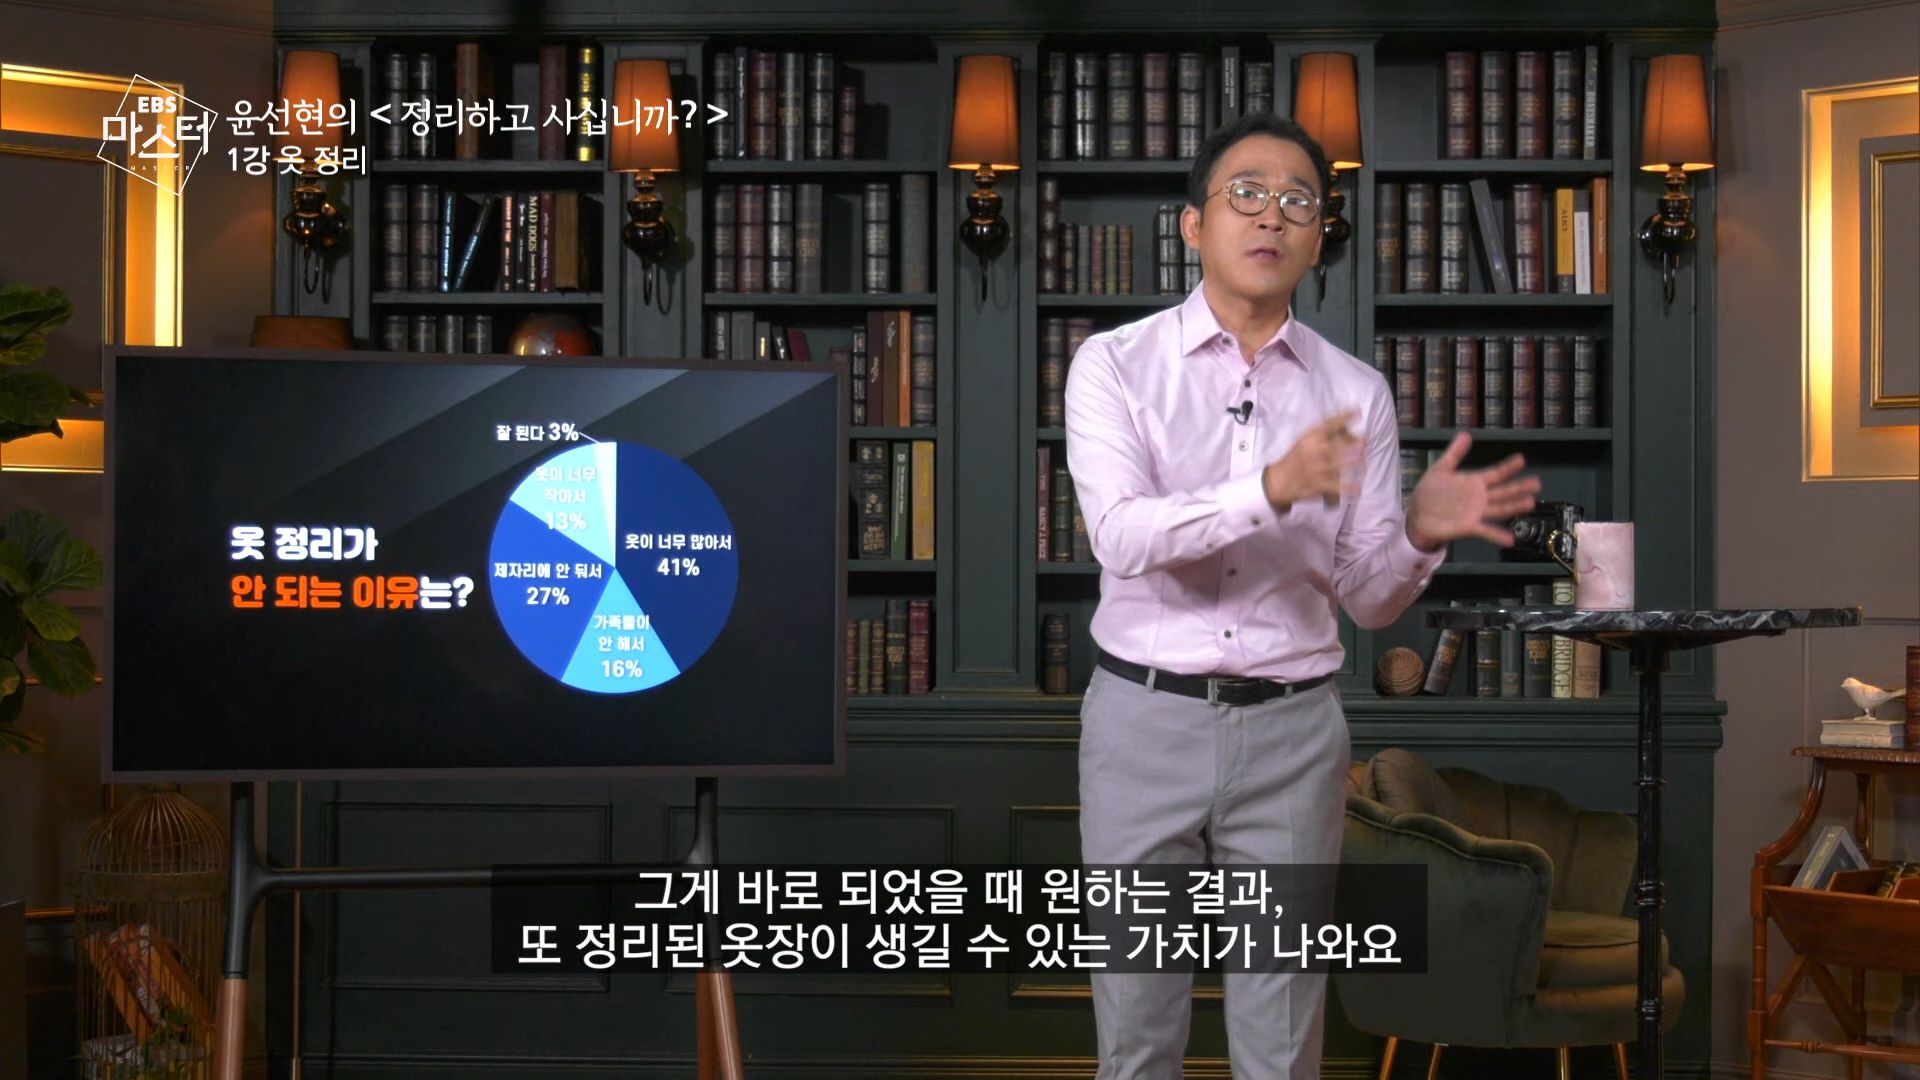 EBS
마스터
MASTER
윤선현의 < 정리하고 사십니까? >
1강 옷 정리
옷 정리가
안 되는 이유는?
잘 된다 3%
옷이 너무
작아서
13%
옷이 너무 많아서
41%
제자리에 안 둬서
27%
가족들이
안 해서
16%
MAD DOGS
ALICE
BRIDGE
그게 바로 되었을 때 원하는 결과,
또 정리된 옷장이 생길 수 있는 가치가 나와요